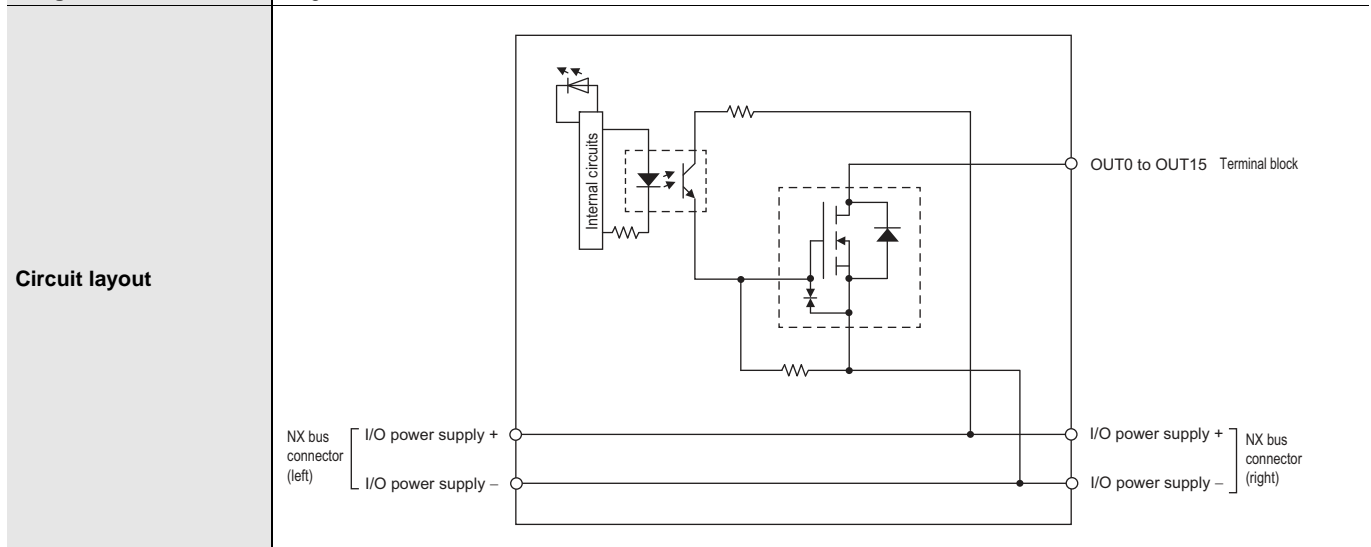 Circuit layout
Internal circuits
OUT0 to OUT15 Terminal block
NX bus
connector
(left)
I/O power supply +
I/O power supply –
I/O power supply +
I/O power supply –
NX bus
connector
(right)